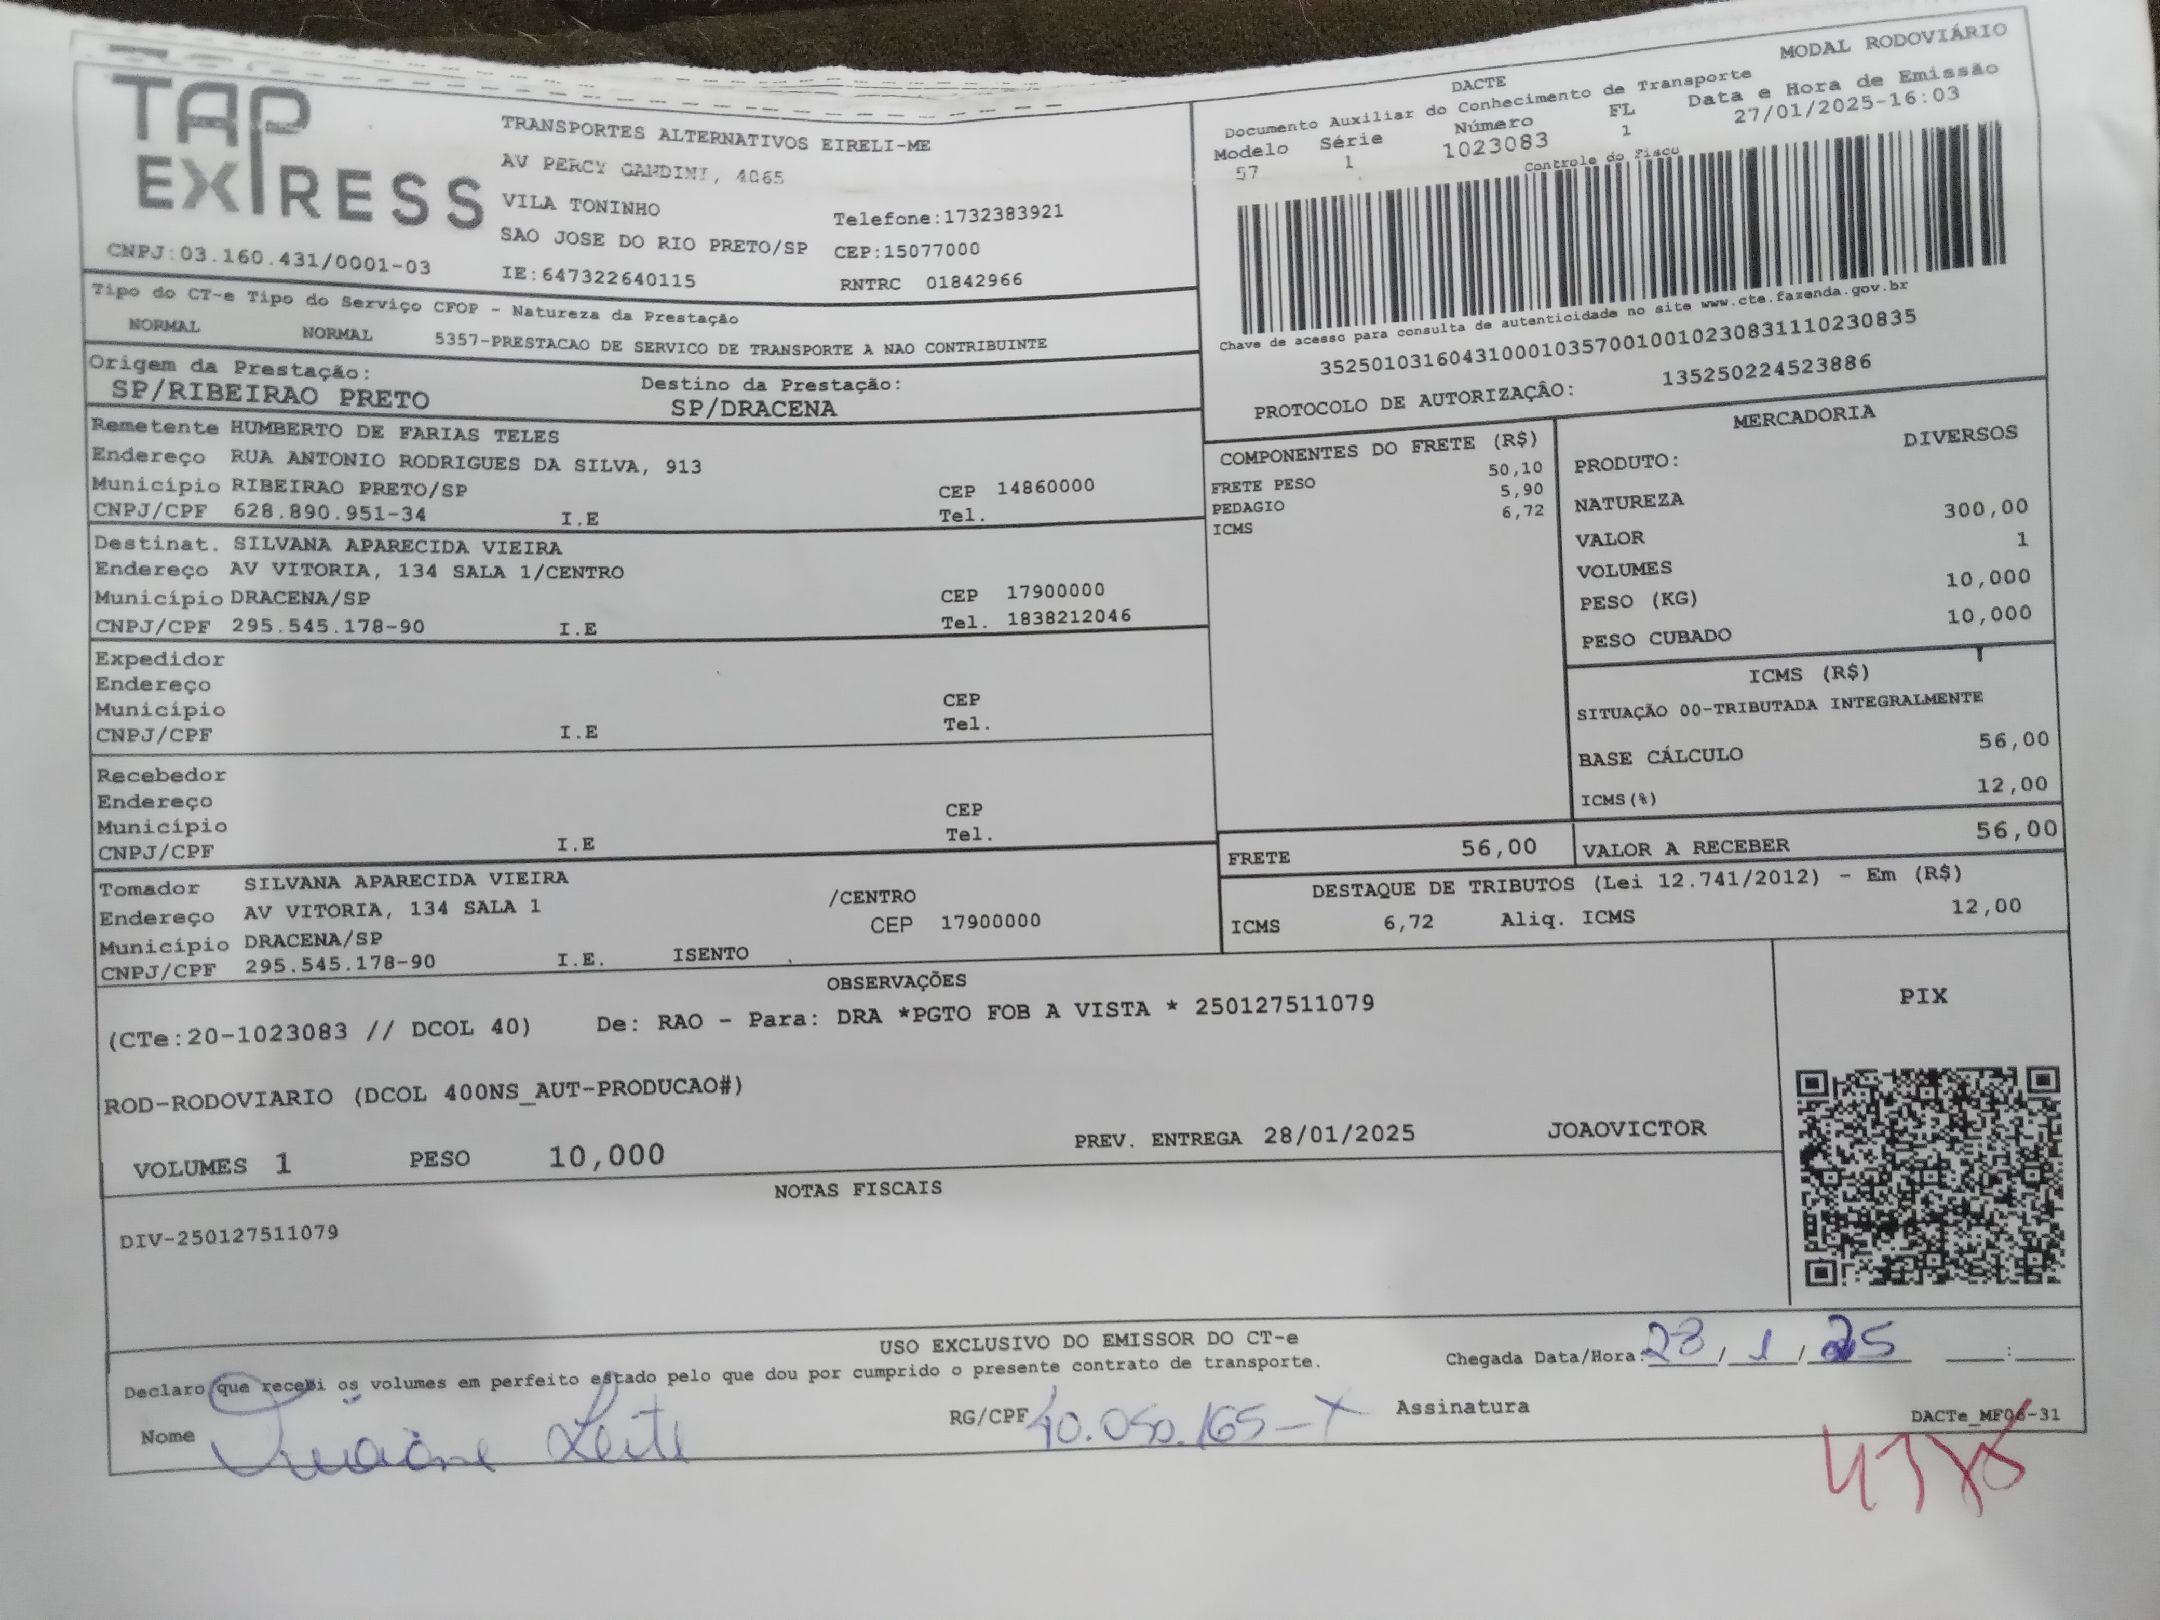 TAP
EXPRESS
CNPJ:03.160.431/0001-03
TRANSPORTES ALTERNATIVOS EIRELI-ME
AV PERCY GANDINI, 4065
VILA TONINHO
SAO JOSE DO RIO PRETO/SP
IE:647322640115
Telefone:1732383921
CEP:15077000
RNTRC 01842966
MODAL RODOVIÁRIO
DACTE
Documento Auxiliar do Conhecimento de Transporte
Modelo Série Número FL Data e Hora de Emissão
57 1 1023083 1 27/01/2025-16:03
Controle do Fisco
Chave de acesso para consulta de autenticidade no site www.cte.fazenda.gov.br
35250103160431000103570010010230831110230835
PROTOCOLO DE AUTORIZAÇÃO: 135250224523886
Tipo do CT-e Tipo do Serviço CFOP - Natureza da Prestação
NORMAL NORMAL 5357-PRESTACAO DE SERVICO DE TRANSPORTE A NAO CONTRIBUINTE
Origem da Prestação: Destino da Prestação:
SP/RIBEIRAO PRETO SP/DRACENA
Remetente HUMBERTO DE FARIAS TELES
Endereço RUA ANTONIO RODRIGUES DA SILVA, 913
Município RIBEIRAO PRETO/SP CEP 14860000
CNPJ/CPF 628.890.951-34 I.E Tel.
Destinat. SILVANA APARECIDA VIEIRA
Endereço AV VITORIA, 134 SALA 1/CENTRO
Município DRACENA/SP CEP 17900000
CNPJ/CPF 295.545.178-90 I.E Tel. 1838212046
Expedidor
Endereço
Município CEP
CNPJ/CPF I.E Tel.
Recebedor
Endereço
Município CEP
CNPJ/CPF I.E Tel.
Tomador SILVANA APARECIDA VIEIRA
Endereço AV VITORIA, 134 SALA 1 /CENTRO
Município DRACENA/SP CEP 17900000
CNPJ/CPF 295.545.178-90 I.E. ISENTO
COMPONENTES DO FRETE (R$)
FRETE PESO 50,10
PEDAGIO 5,90
ICMS 6,72
MERCADORIA
PRODUTO: DIVERSOS
NATUREZA
VALOR 300,00
VOLUMES 1
PESO (KG) 10,000
PESO CUBADO 10,000
ICMS (R$)
SITUAÇÃO 00-TRIBUTADA INTEGRALMENTE
BASE CÁLCULO 56,00
ICMS(%) 12,00
FRETE 56,00 VALOR A RECEBER 56,00
DESTAQUE DE TRIBUTOS (Lei 12.741/2012) - Em (R$)
ICMS 6,72 Aliq. ICMS 12,00
OBSERVAÇÕES
(CTe:20-1023083 // DCOL 40) De: RAO - Para: DRA *PGTO FOB A VISTA * 250127511079
ROD-RODOVIARIO (DCOL 400NS_AUT-PRODUCAO#)
VOLUMES 1 PESO 10,000 PREV. ENTREGA 28/01/2025 JOAOVICTOR
PIX
NOTAS FISCAIS
DIV-250127511079
USO EXCLUSIVO DO EMISSOR DO CT-e
Declaro que recebi os volumes em perfeito estado pelo que dou por cumprido o presente contrato de transporte.
Chegada Data/Hora: 28/1/25 :
Nome Leite RG/CPF 40.050.165-X Assinatura
DACTe_MF06-31